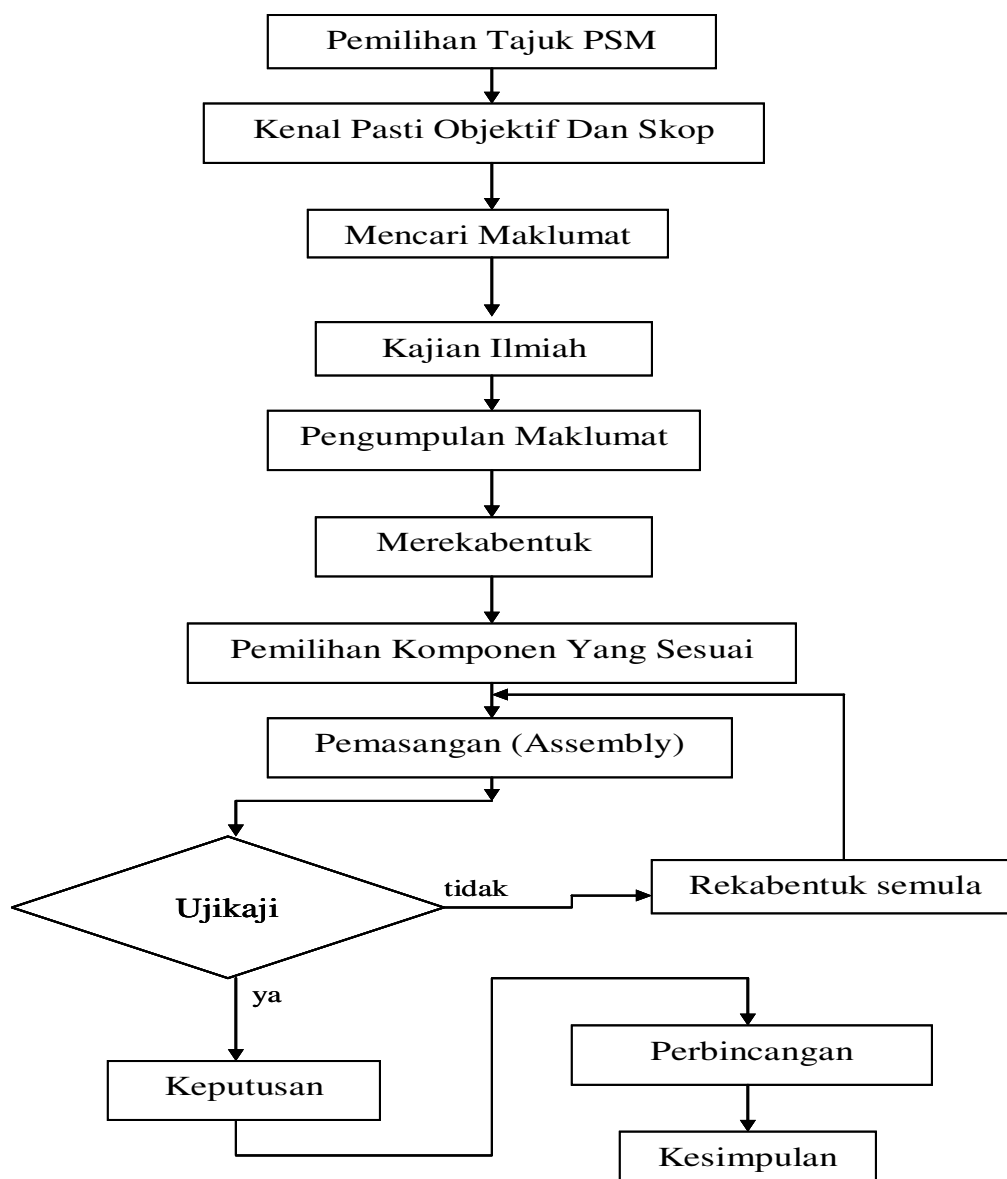 Pemilihan Tajuk PSM
Kenal Pasti Objektif Dan Skop
Mencari Maklumat
Kajian Ilmiah
Pengumpulan Maklumat
Merekabentuk
Pemilihan Komponen Yang Sesuai
Pemasangan (Assembly)
Ujikaji
tidak
Rekabentuk semula
ya
Keputusan
Perbincangan
Kesimpulan